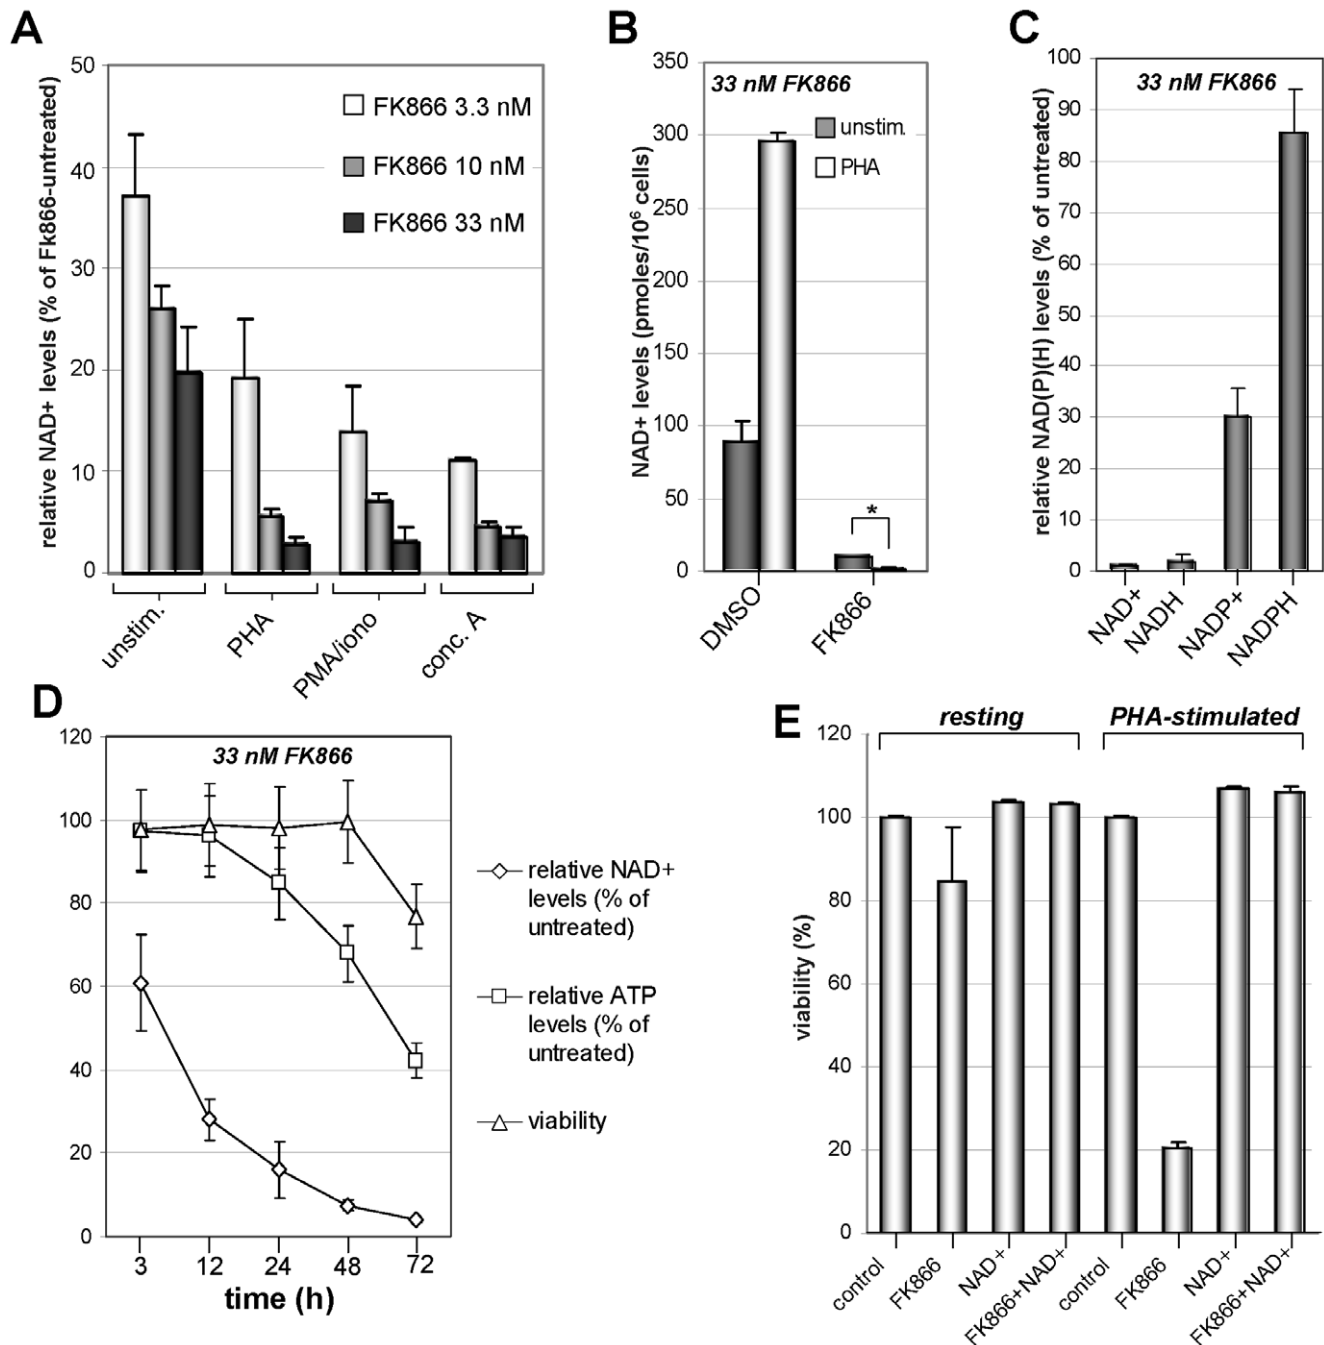 A
relative NAD+ levels (% of Fk866-untreated)
50
40
30
20
10
0
FK866 3.3 nM
FK866 10 nM
FK866 33 nM
unstim.
PHA
PMA/iono
conc. A
B
NAD+ levels (pmoles/10⁶ cells)
350
300
250
200
150
100
50
0
33 nM FK866
unstim.
PHA
*
DMSO
FK866
C
relative NAD(P)(H) levels (% of untreated)
100
90
80
70
60
50
40
30
20
10
0
33 nM FK866
NAD+
NADH
NADP+
NADPH
D
120
100
80
60
40
20
0
33 nM FK866
3
12
24
48
72
time (h)
relative NAD+
levels (% of
untreated)
relative ATP
levels (% of
untreated)
viability
E
resting
PHA-stimulated
viability (%)
120
100
80
60
40
20
0
control
FK866
NAD+
FK866+NAD+
control
FK866
NAD+
FK866+NAD+